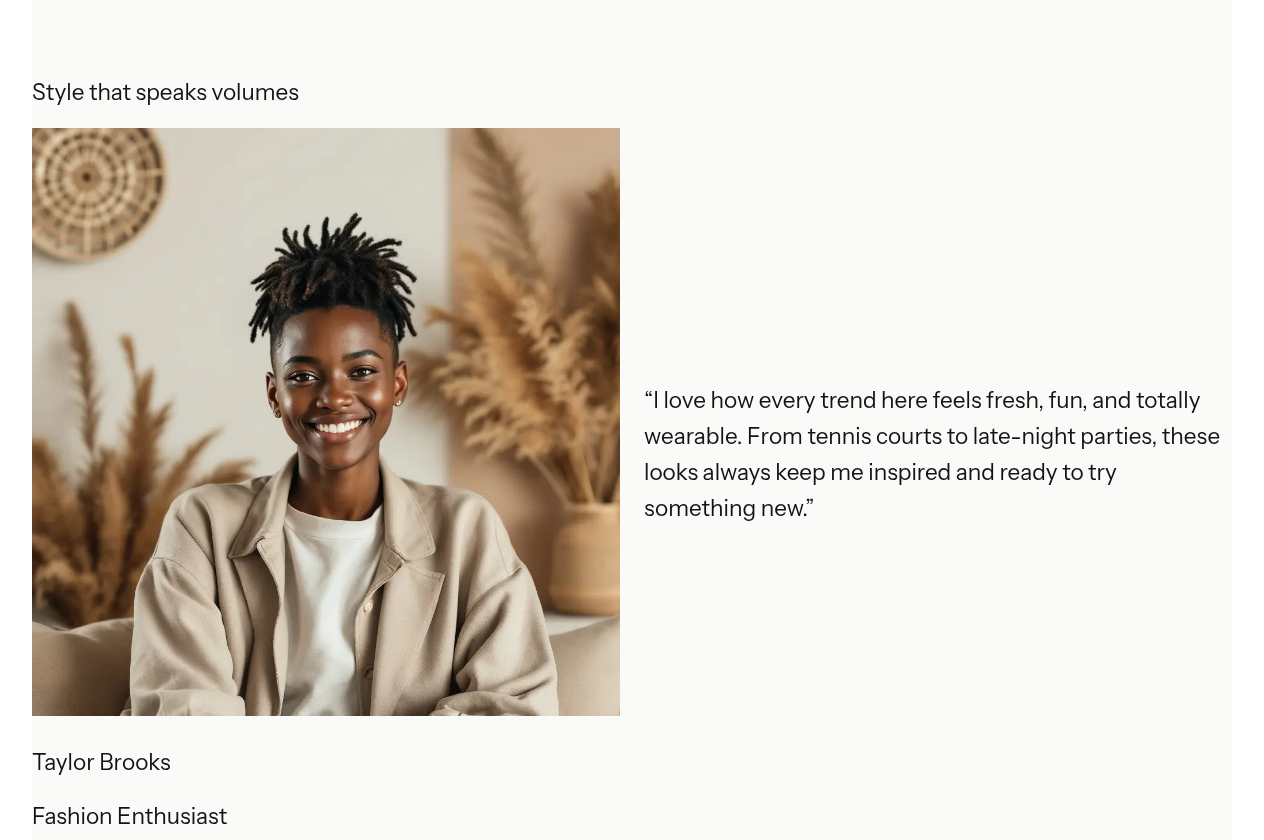 Style that speaks volumes
“I love how every trend here feels fresh, fun, and totally
wearable. From tennis courts to late-night parties, these
looks always keep me inspired and ready to try
something new.”
Taylor Brooks
Fashion Enthusiast